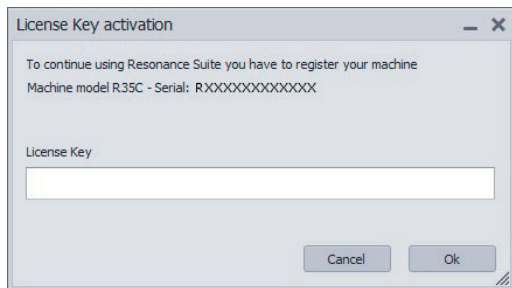 License Key activation
To continue using Resonance Suite you have to register your machine
Machine model R35C - Serial: RXXXXXXXXXXXX
License Key
Cancel
Ok